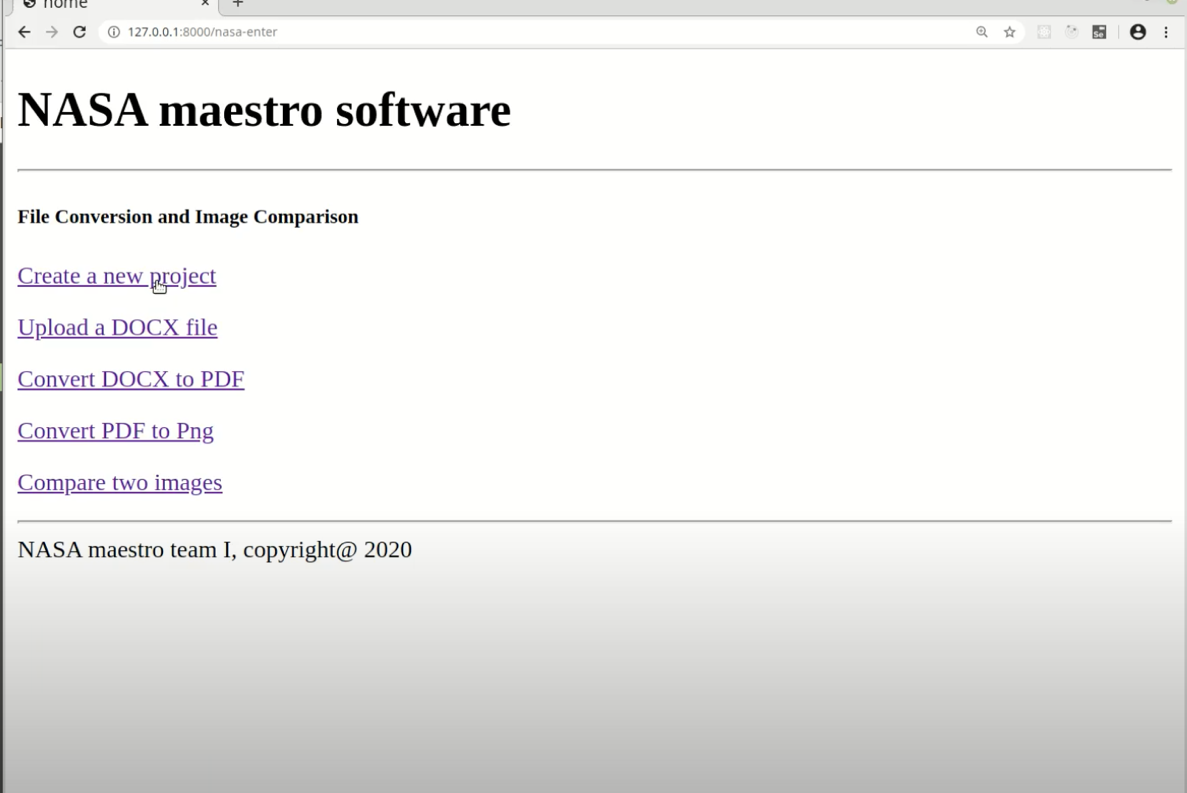 home
127.0.0.1:8000/nasa-enter
NASA maestro software
File Conversion and Image Comparison
Create a new project
Upload a DOCX file
Convert DOCX to PDF
Convert PDF to Png
Compare two images
NASA maestro team I, copyright@ 2020